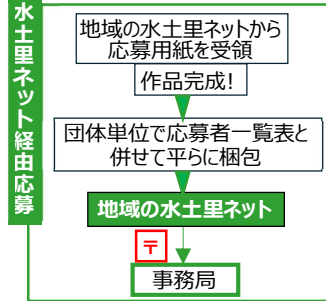 水土里ネット経由応募
地域の水土里ネットから
応募用紙を受領
作品完成!
団体単位で応募者一覧表と
併せて平らに梱包
地域の水土里ネット
〒
事務局